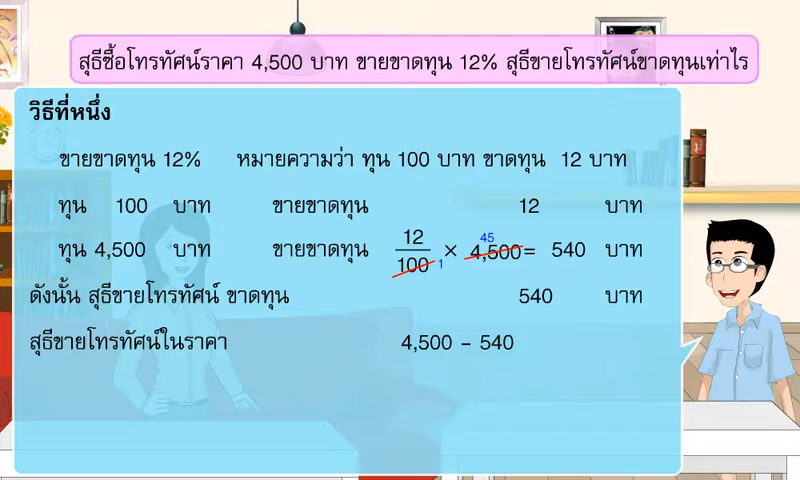 สุธีซื้อโทรทัศน์ราคา 4,500 บาท ขายขาดทุน 12% สุธีขายโทรทัศน์ขาดทุนเท่าไร
วิธีที่หนึ่ง
ขายขาดทุน 12% หมายความว่า ทุน 100 บาท ขาดทุน 12 บาท
ทุน 100 บาท ขายขาดทุน 12 บาท
ทุน 4,500 บาท ขายขาดทุน 12/100 1 × 4,500 45 = 540 บาท
ดังนั้น สุธีขายโทรทัศน์ ขาดทุน 540 บาท
สุธีขายโทรทัศน์ในราคา 4,500 – 540